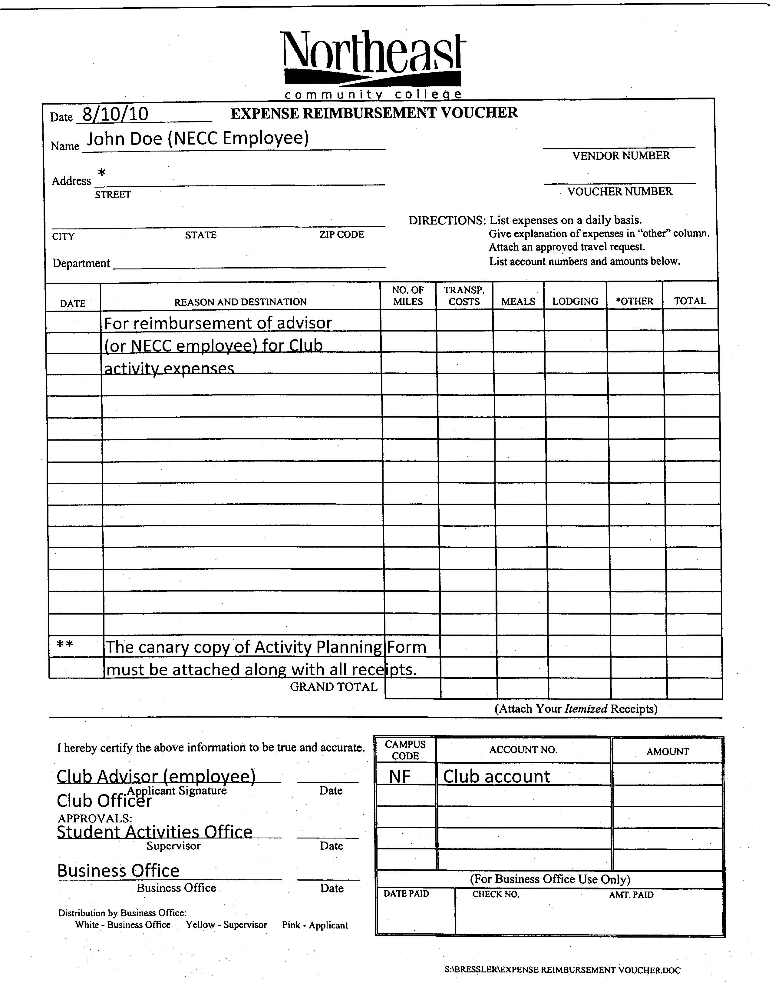 Northeast
community college
Date 8/10/10 EXPENSE REIMBURSEMENT VOUCHER
Name John Doe (NECC Employee)
VENDOR NUMBER
Address *
STREET
VOUCHER NUMBER
DIRECTIONS: List expenses on a daily basis.
CITY STATE ZIP CODE
Give explanation of expenses in “other” column.
Attach an approved travel request.
Department
List account numbers and amounts below.
DATE REASON AND DESTINATION NO. OF MILES TRANSP. COSTS MEALS LODGING *OTHER TOTAL
For reimbursement of advisor
(or NECC employee) for Club
activity expenses
** The canary copy of Activity Planning Form
must be attached along with all receipts.
GRAND TOTAL
(Attach Your Itemized Receipts)
I hereby certify the above information to be true and accurate.
Club Advisor (employee)
Applicant Signature Date
Club Officer
APPROVALS:
Student Activities Office
Supervisor Date
Business Office
Business Office Date
Distribution by Business Office:
White - Business Office Yellow - Supervisor Pink - Applicant
CAMPUS CODE ACCOUNT NO. AMOUNT
NF Club account
(For Business Office Use Only)
DATE PAID CHECK NO. AMT. PAID
S:\BRESSLER\EXPENSE REIMBURSEMENT VOUCHER.DOC